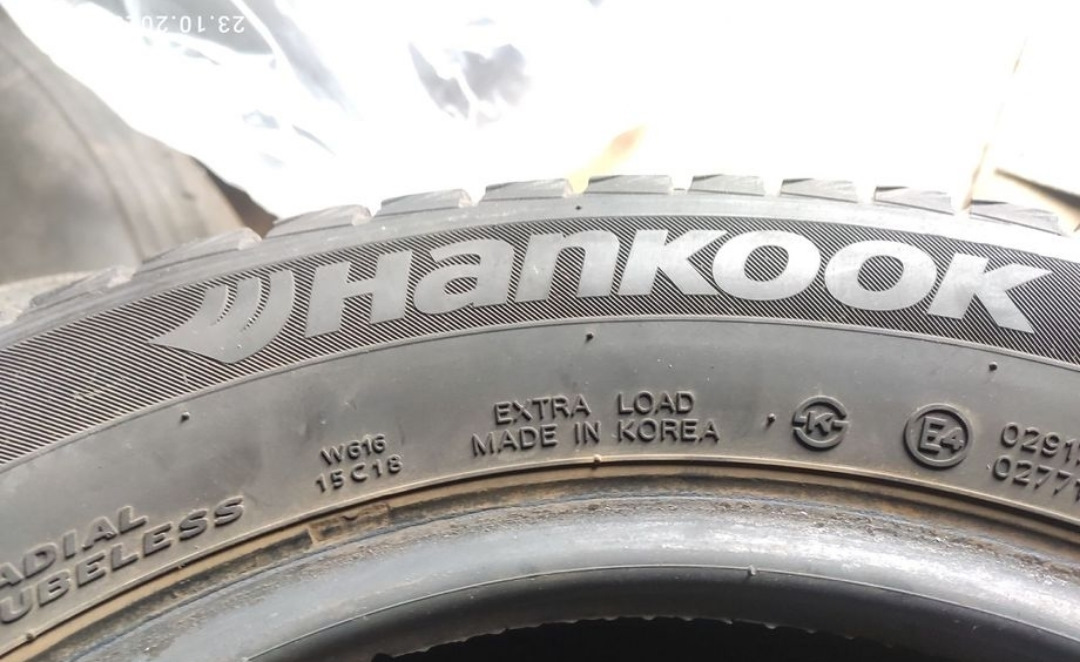 Hankook
EXTRA LOAD
MADE IN KOREA
W616
15C18
K
E4
ADIAL
UBELESS
0291
0277
23.10.20